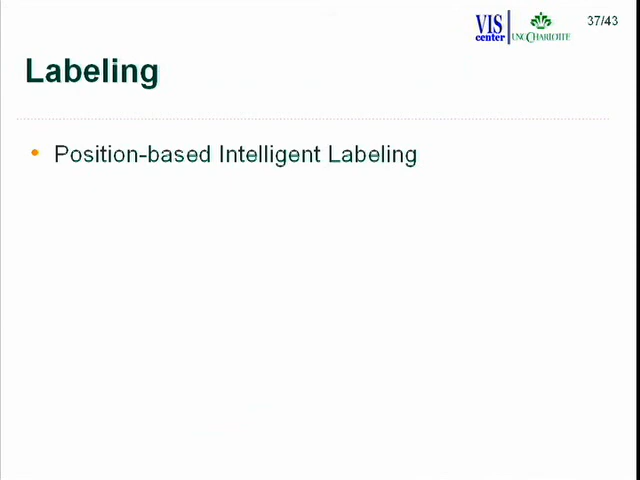 VIS
center
UNC CHARLOTTE
37/43
Labeling
• Position-based Intelligent Labeling